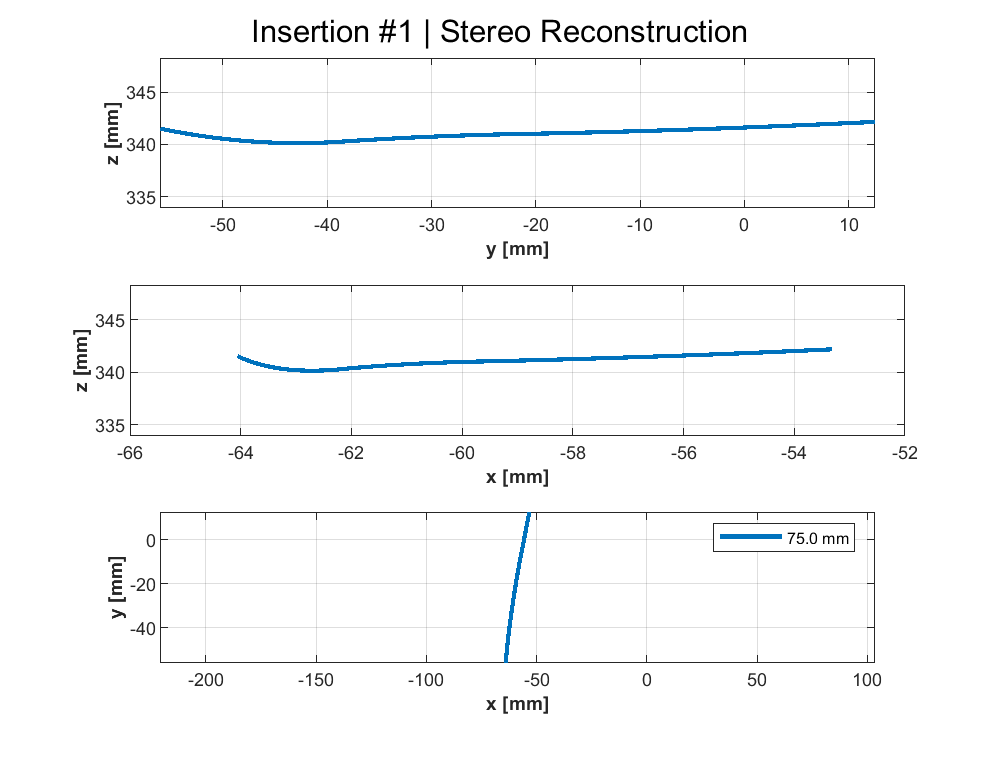 Insertion #1 | Stereo Reconstruction
345
340
335
z [mm]
-50 -40 -30 -20 -10 0 10
y [mm]
345
340
335
z [mm]
-66 -64 -62 -60 -58 -56 -54 -52
x [mm]
75.0 mm
0
-20
-40
y [mm]
-200 -150 -100 -50 0 50 100
x [mm]